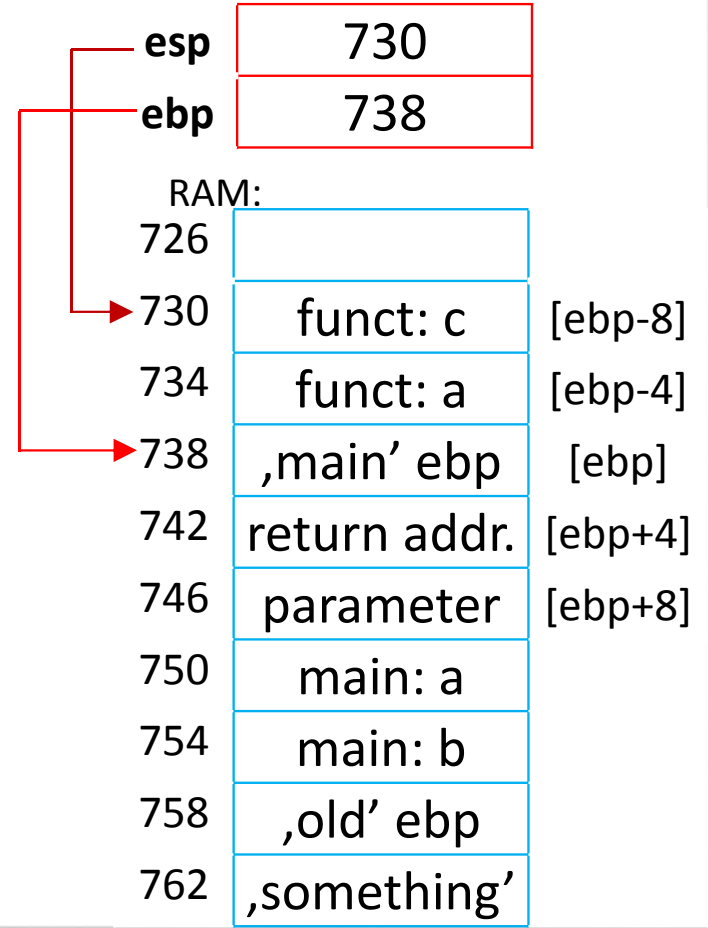 esp 730
ebp 738
RAM:
726
730 funct: c [ebp-8]
734 funct: a [ebp-4]
738 ‚main’ ebp [ebp]
742 return addr. [ebp+4]
746 parameter [ebp+8]
750 main: a
754 main: b
758 ‚old’ ebp
762 ‚something’